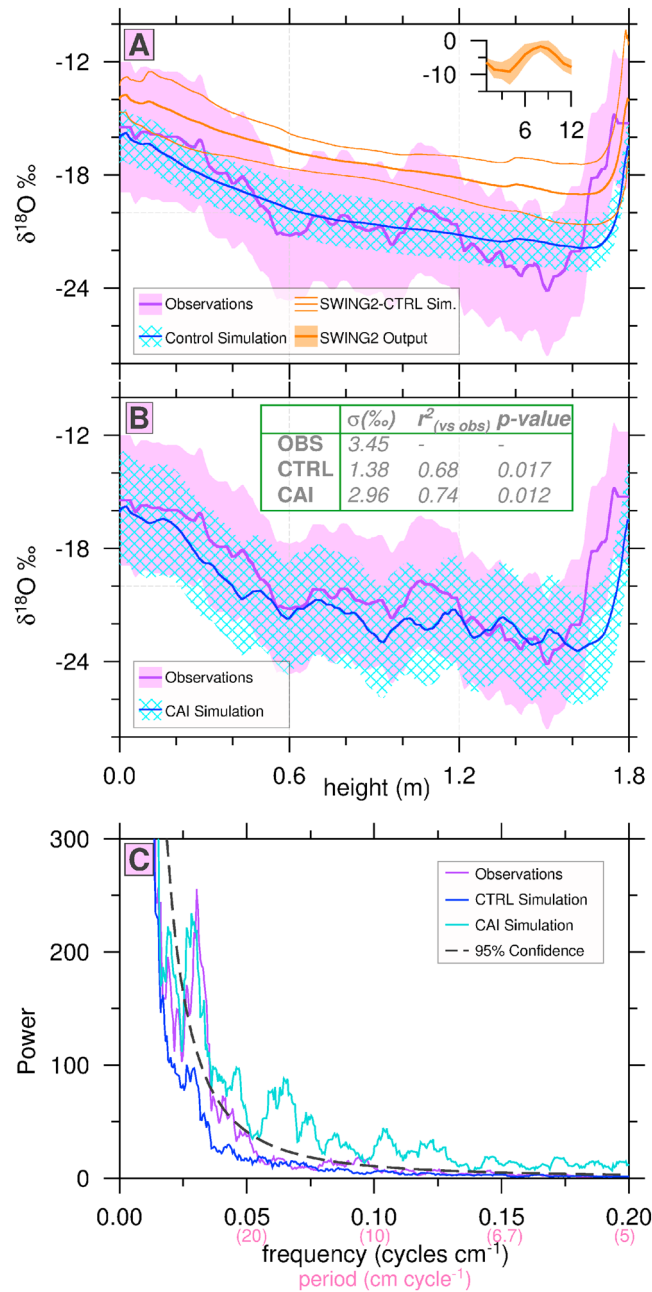 A
0
-10
6
12
-12
-18
-24
δ¹⁸O ‰
Observations
SWING2-CTRL Sim.
Control Simulation
SWING2 Output
B
σ(‰) r²(vs obs) p-value
OBS 3.45 - -
CTRL 1.38 0.68 0.017
CAI 2.96 0.74 0.012
-12
-18
-24
δ¹⁸O ‰
Observations
CAI Simulation
0.0 0.6 1.2 1.8
height (m)
C
300
200
100
0
Power
Observations
CTRL Simulation
CAI Simulation
95% Confidence
0.00 0.05 0.10 0.15 0.20
(20) (10) (6.7) (5)
frequency (cycles cm⁻¹)
period (cm cycle⁻¹)